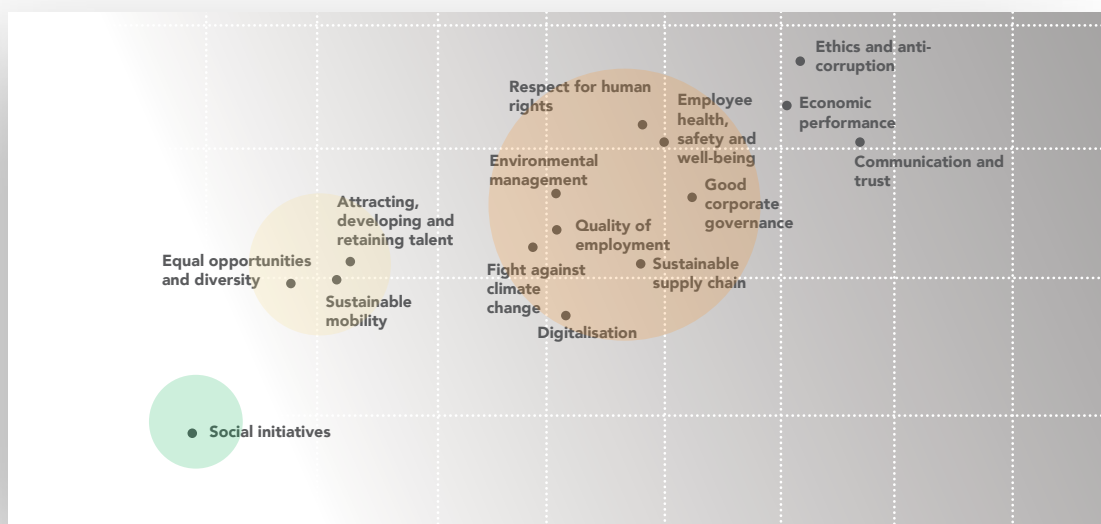 Ethics and anti-
corruption
Respect for human
rights
Employee
health,
safety and
well-being
Economic
performance
Communication and
trust
Environmental
management
Good
corporate
governance
Attracting,
developing and
retaining talent
Quality of
employment
Equal opportunities
and diversity
Fight against
climate
change
Sustainable
supply chain
Sustainable
mobility
Digitalisation
Social initiatives